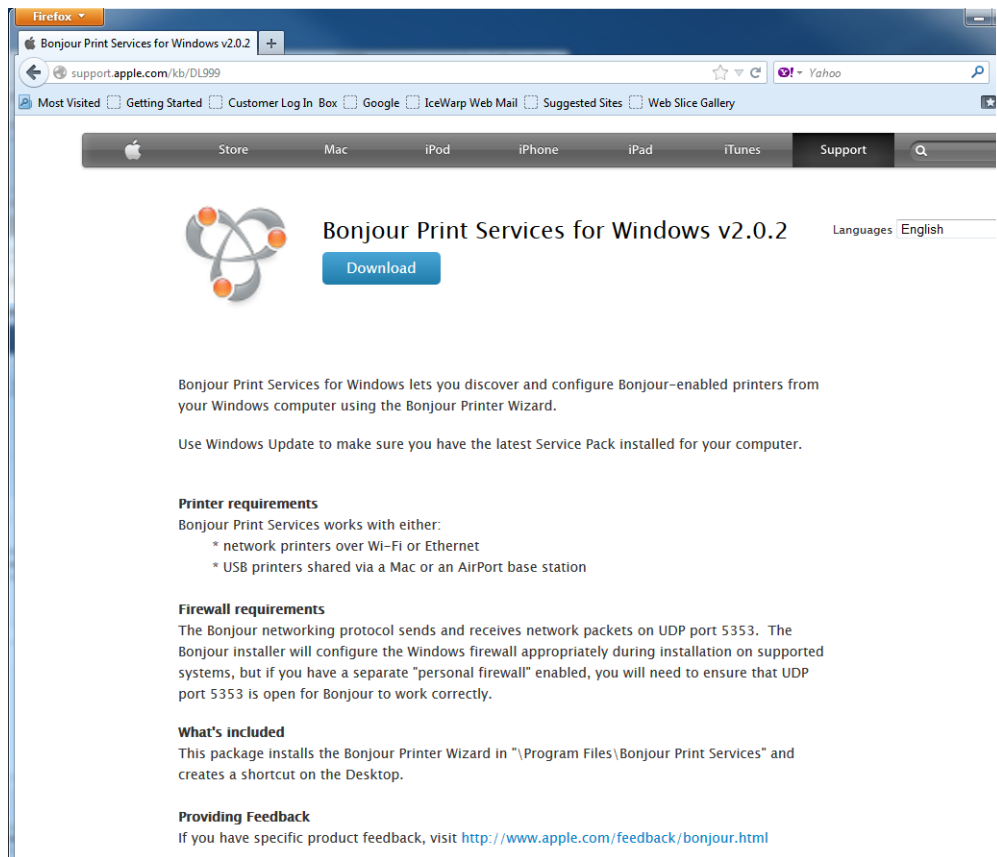 Firefox
Bonjour Print Services for Windows v2.0.2
support.apple.com/kb/DL999
Yahoo
Most Visited Getting Started Customer Log In Box Google IceWarp Web Mail Suggested Sites Web Slice Gallery
Store Mac iPod iPhone iPad iTunes Support
Bonjour Print Services for Windows v2.0.2
Languages English
Download
Bonjour Print Services for Windows lets you discover and configure Bonjour-enabled printers from
your Windows computer using the Bonjour Printer Wizard.
Use Windows Update to make sure you have the latest Service Pack installed for your computer.
Printer requirements
Bonjour Print Services works with either:
* network printers over Wi-Fi or Ethernet
* USB printers shared via a Mac or an AirPort base station
Firewall requirements
The Bonjour networking protocol sends and receives network packets on UDP port 5353. The
Bonjour installer will configure the Windows firewall appropriately during installation on supported
systems, but if you have a separate "personal firewall" enabled, you will need to ensure that UDP
port 5353 is open for Bonjour to work correctly.
What's included
This package installs the Bonjour Printer Wizard in "\Program Files\Bonjour Print Services" and
creates a shortcut on the Desktop.
Providing Feedback
If you have specific product feedback, visit http://www.apple.com/feedback/bonjour.html